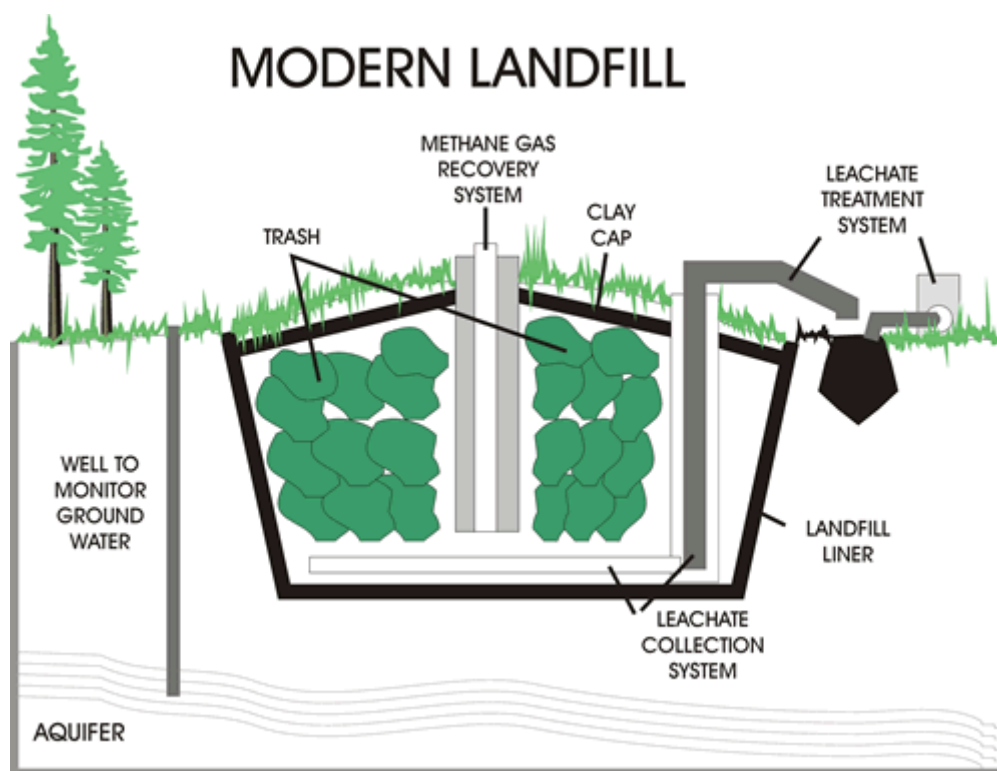 MODERN LANDFILL
METHANE GAS
RECOVERY
SYSTEM
LEACHATE
TREATMENT
SYSTEM
CLAY
CAP
TRASH
WELL TO
MONITOR
GROUND
WATER
LANDFILL
LINER
LEACHATE
COLLECTION
SYSTEM
AQUIFER